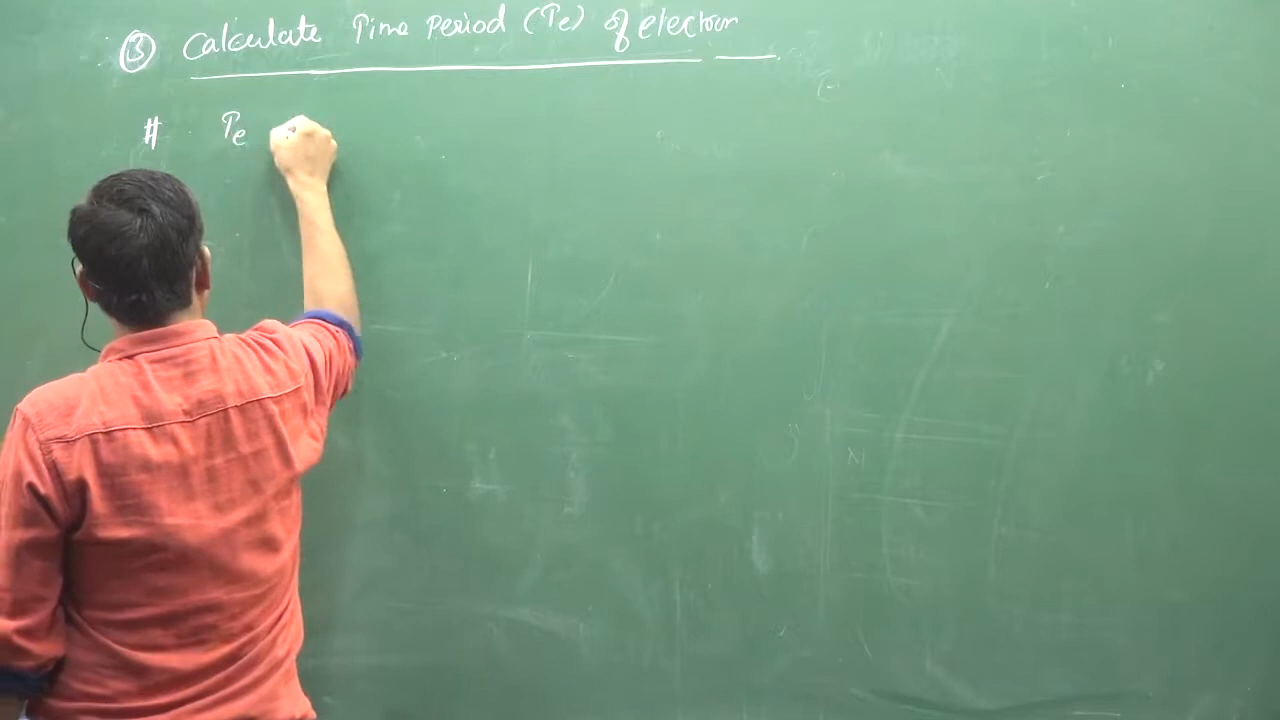 ③ Calculate Time Period (Te) of electron
# Te